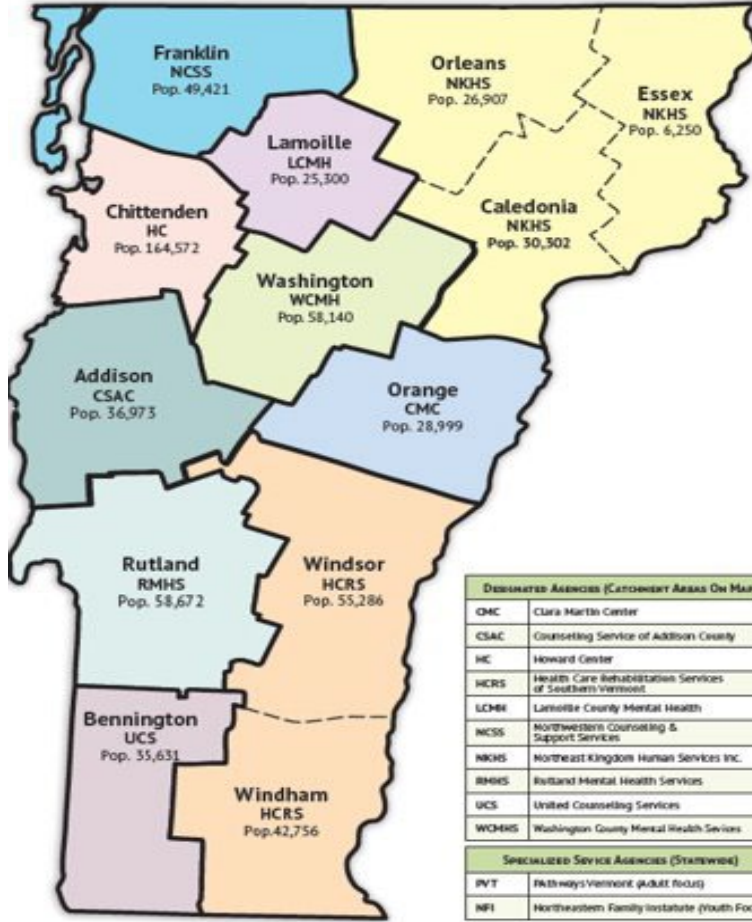 Franklin
NCSS
Pop. 49,421
Orleans
NKHS
Pop. 26,907
Essex
NKHS
Pop. 6,250
Lamoille
LCMH
Pop. 25,300
Chittenden
HC
Pop. 164,572
Caledonia
NKHS
Pop. 30,302
Washington
WCMH
Pop. 58,140
Addison
CSAC
Pop. 36,973
Orange
CMC
Pop. 28,999
Rutland
RMHS
Pop. 58,672
Windsor
HCRS
Pop. 55,286
Bennington
UCS
Pop. 35,631
Windham
HCRS
Pop.42,756
Designated Agencies (Catchment Areas On Map
CMC Clara Martin Center
CSAC Counseling Service of Addison County
HC Howard Center
HCRS Health Care Rehabilitation Services
of Southern Vermont
LCMH Lamoille County Mental Health
NCSS Northwestern Counseling &
Support Services
NKHS Northeast Kingdom Human Services Inc.
RMHS Rutland Mental Health Services
UCS United Counseling Services
WCMHS Washington County Mental Health Sevices
Specialized Sevice Agencies (Statewide)
PVT Pathways Vermont (Adult focus)
NFI Northeastern Family Instatute (Youth Foc